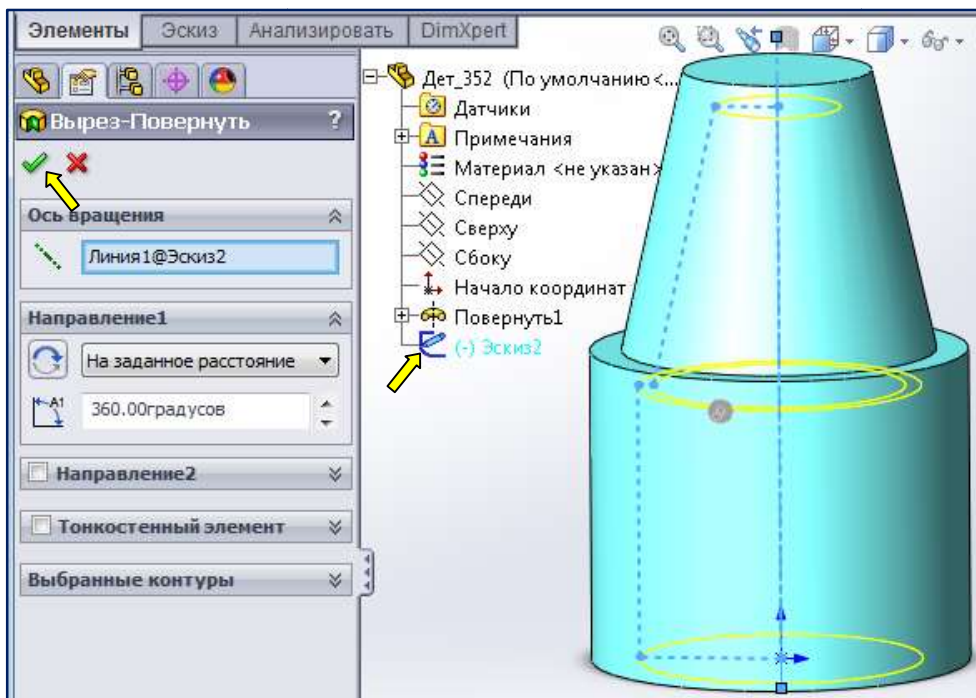 Элементы Эскиз Анализировать DimXpert
Вырез-Повернуть ?
Ось вращения
Линия1@Эскиз2
Направление1
На заданное расстояние
A1
360.00градусов
Направление2
Тонкостенный элемент
Выбранные контуры
Дет_352 (По умолчанию<...
Датчики
A Примечания
Материал <не указан>
Спереди
Сверху
Сбоку
Начало координат
Повернуть1
(-) Эскиз2